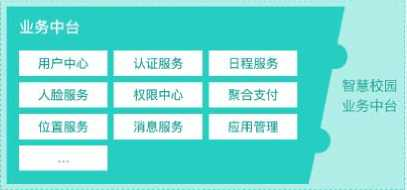 业务中台
用户中心 认证服务 日程服务
人脸服务 权限中心 聚合支付
位置服务 消息服务 应用管理
...
智慧校园
业务中台